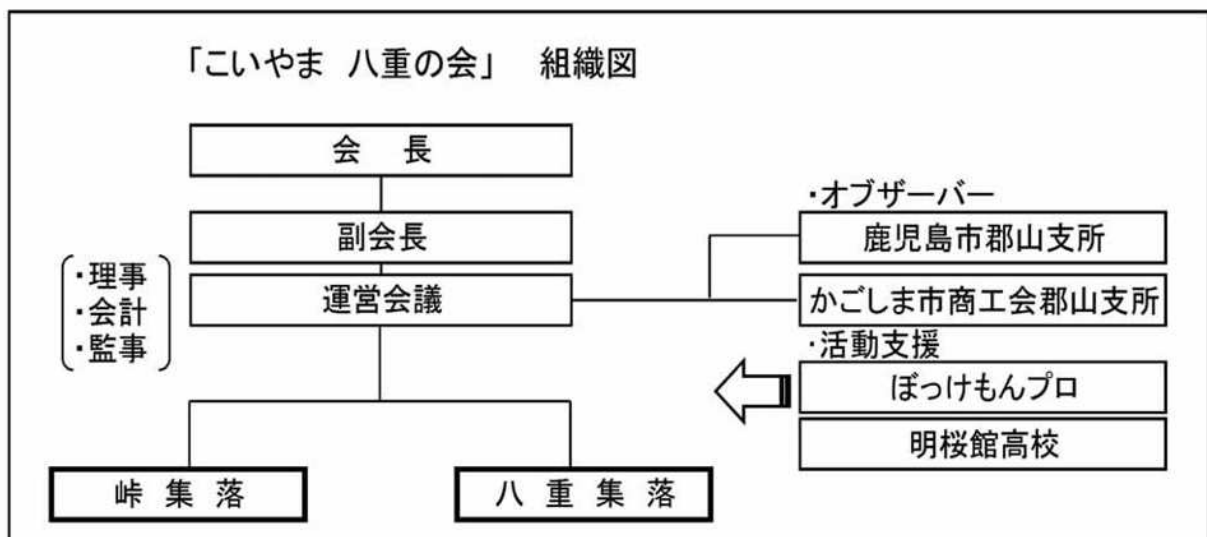 「こいやま 八重の会」 組織図
会 長
副会長
運営会議
・理事
・会計
・監事
・オブザーバー
鹿児島市郡山支所
かごしま市商工会郡山支所
・活動支援
ぼっけもんプロ
明桜館高校
峠 集 落
八 重 集 落